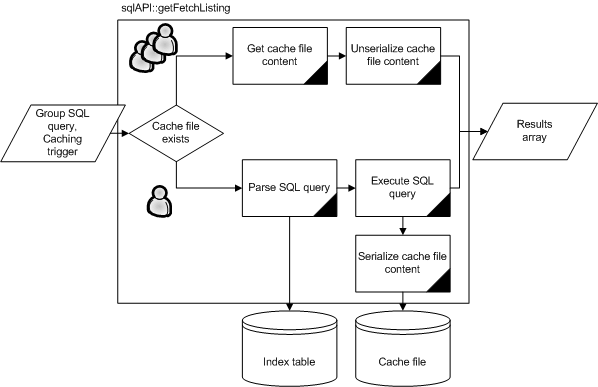 sqlAPI::getFetchListing
Get cache file
content
Unserialize cache
file content
Group SQL
query,
Caching
trigger
Cache file
exists
Results
array
Parse SQL query
Execute SQL
query
Serialize cache file
content
Index table
Cache file